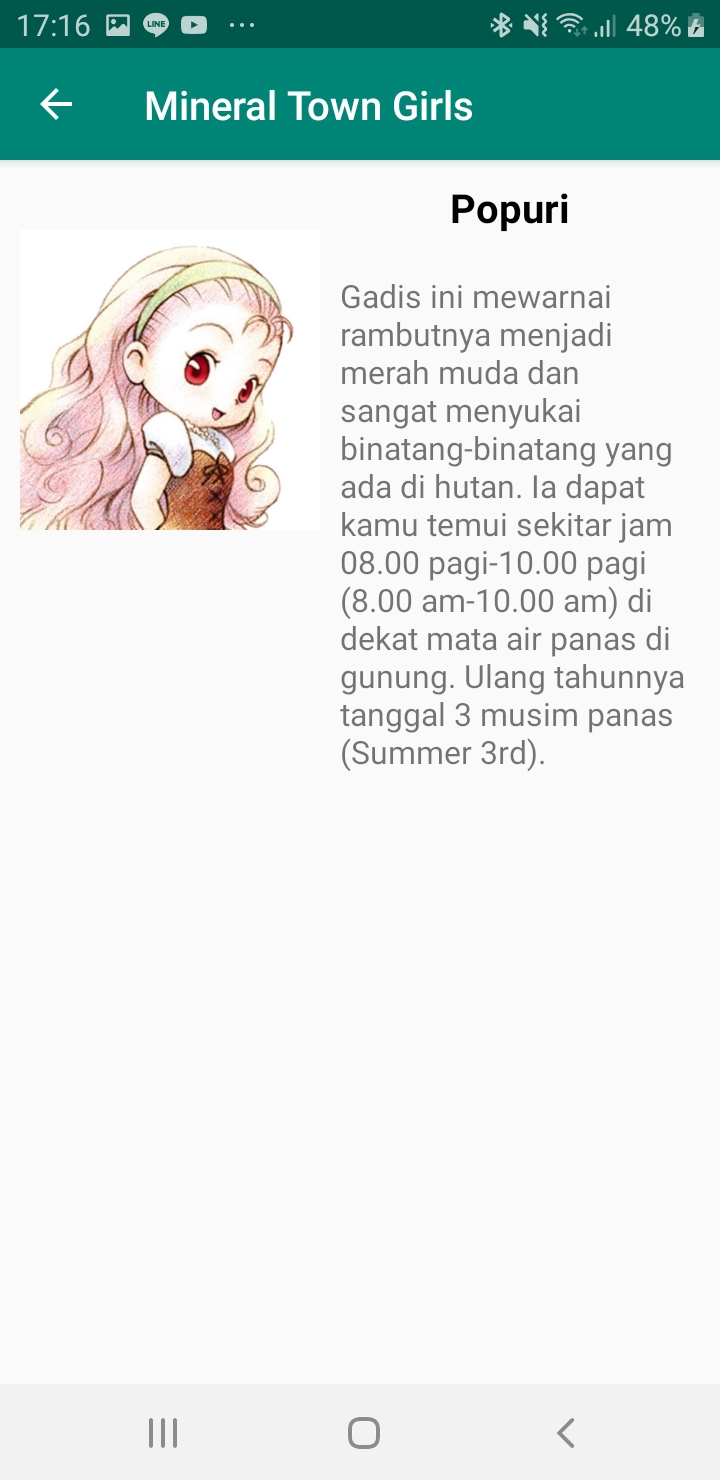 17:16 LINE 48%
Mineral Town Girls
Popuri
Gadis ini mewarnai
rambutnya menjadi
merah muda dan
sangat menyukai
binatang-binatang yang
ada di hutan. Ia dapat
kamu temui sekitar jam
08.00 pagi-10.00 pagi
(8.00 am-10.00 am) di
dekat mata air panas di
gunung. Ulang tahunnya
tanggal 3 musim panas
(Summer 3rd).